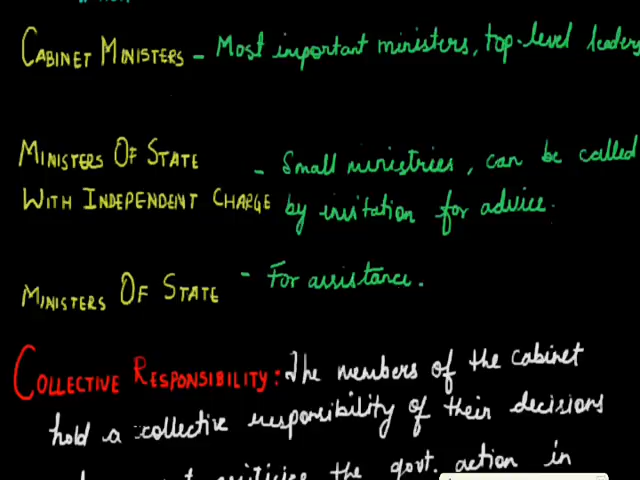 CABINET MINISTERS - Most important ministers, top-level leaders
MINISTERS OF STATE - Small ministries, can be called
WITH INDEPENDENT CHARGE by invitation for advice.
MINISTERS OF STATE - For assistance.
COLLECTIVE RESPONSIBILITY: The members of the cabinet
hold a collective responsibility of their decisions
the govt. action in